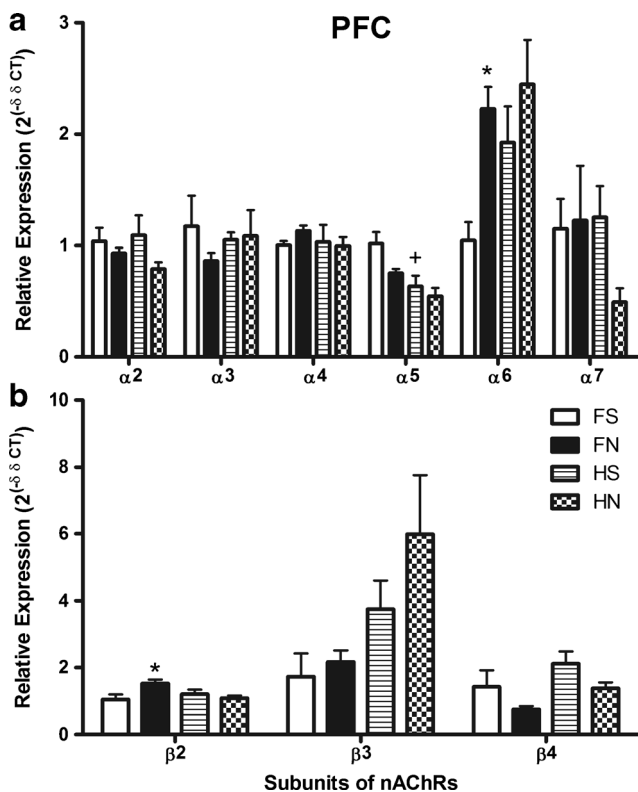 a
PFC
Relative Expression (2(-δ δ CT))
3
2
1
0
*
+
*
α2 α3 α4 α5 α6 α7
b
Relative Expression (2(-δ δ CT))
10
8
6
4
2
0
*
FS
FN
HS
HN
β2 β3 β4
Subunits of nAChRs